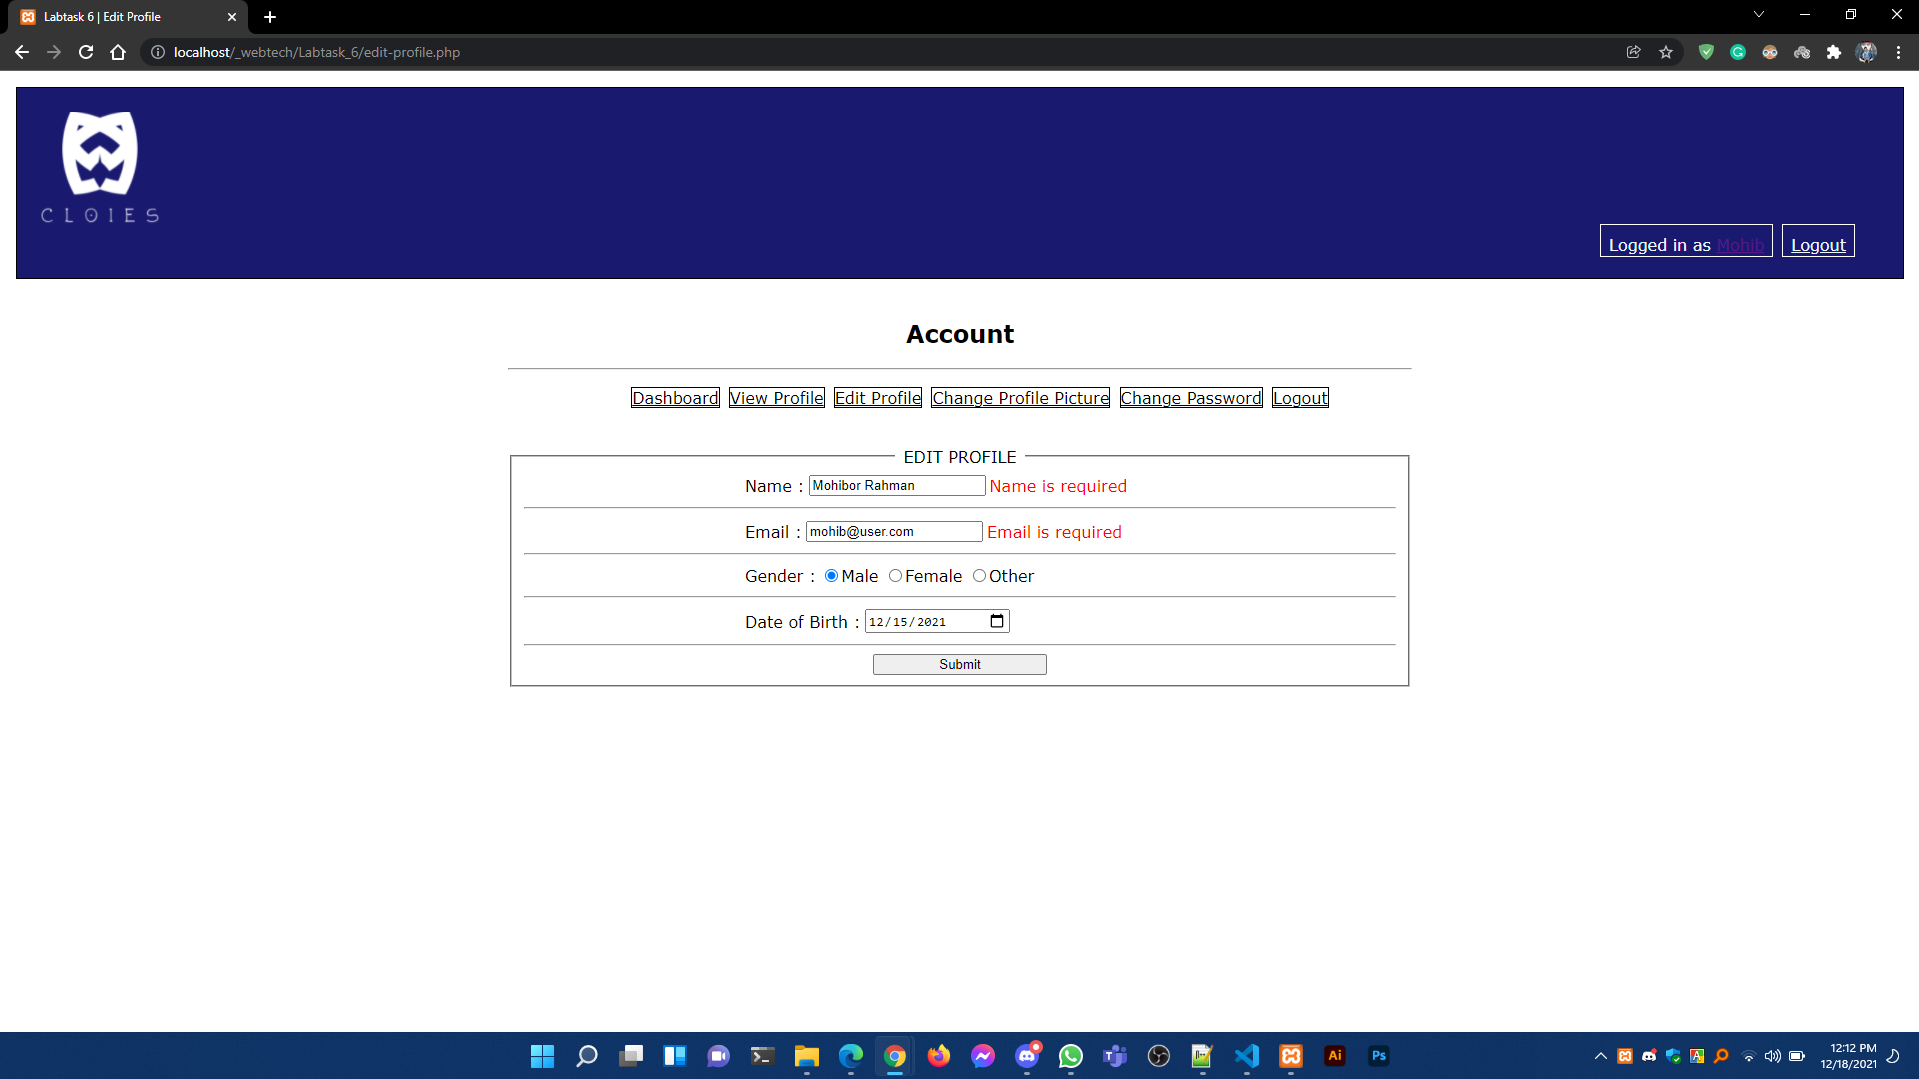 Labtask 6 | Edit Profile
localhost/_webtech/Labtask_6/edit-profile.php
CLOIES
Logged in as Mohib Logout
Account
Dashboard View Profile Edit Profile Change Profile Picture Change Password Logout
EDIT PROFILE
Name : Mohibor Rahman Name is required
Email : mohib@user.com Email is required
Gender : Male Female Other
Date of Birth : 12/15/2021
Submit
Ai Ps
12:12 PM
12/18/2021